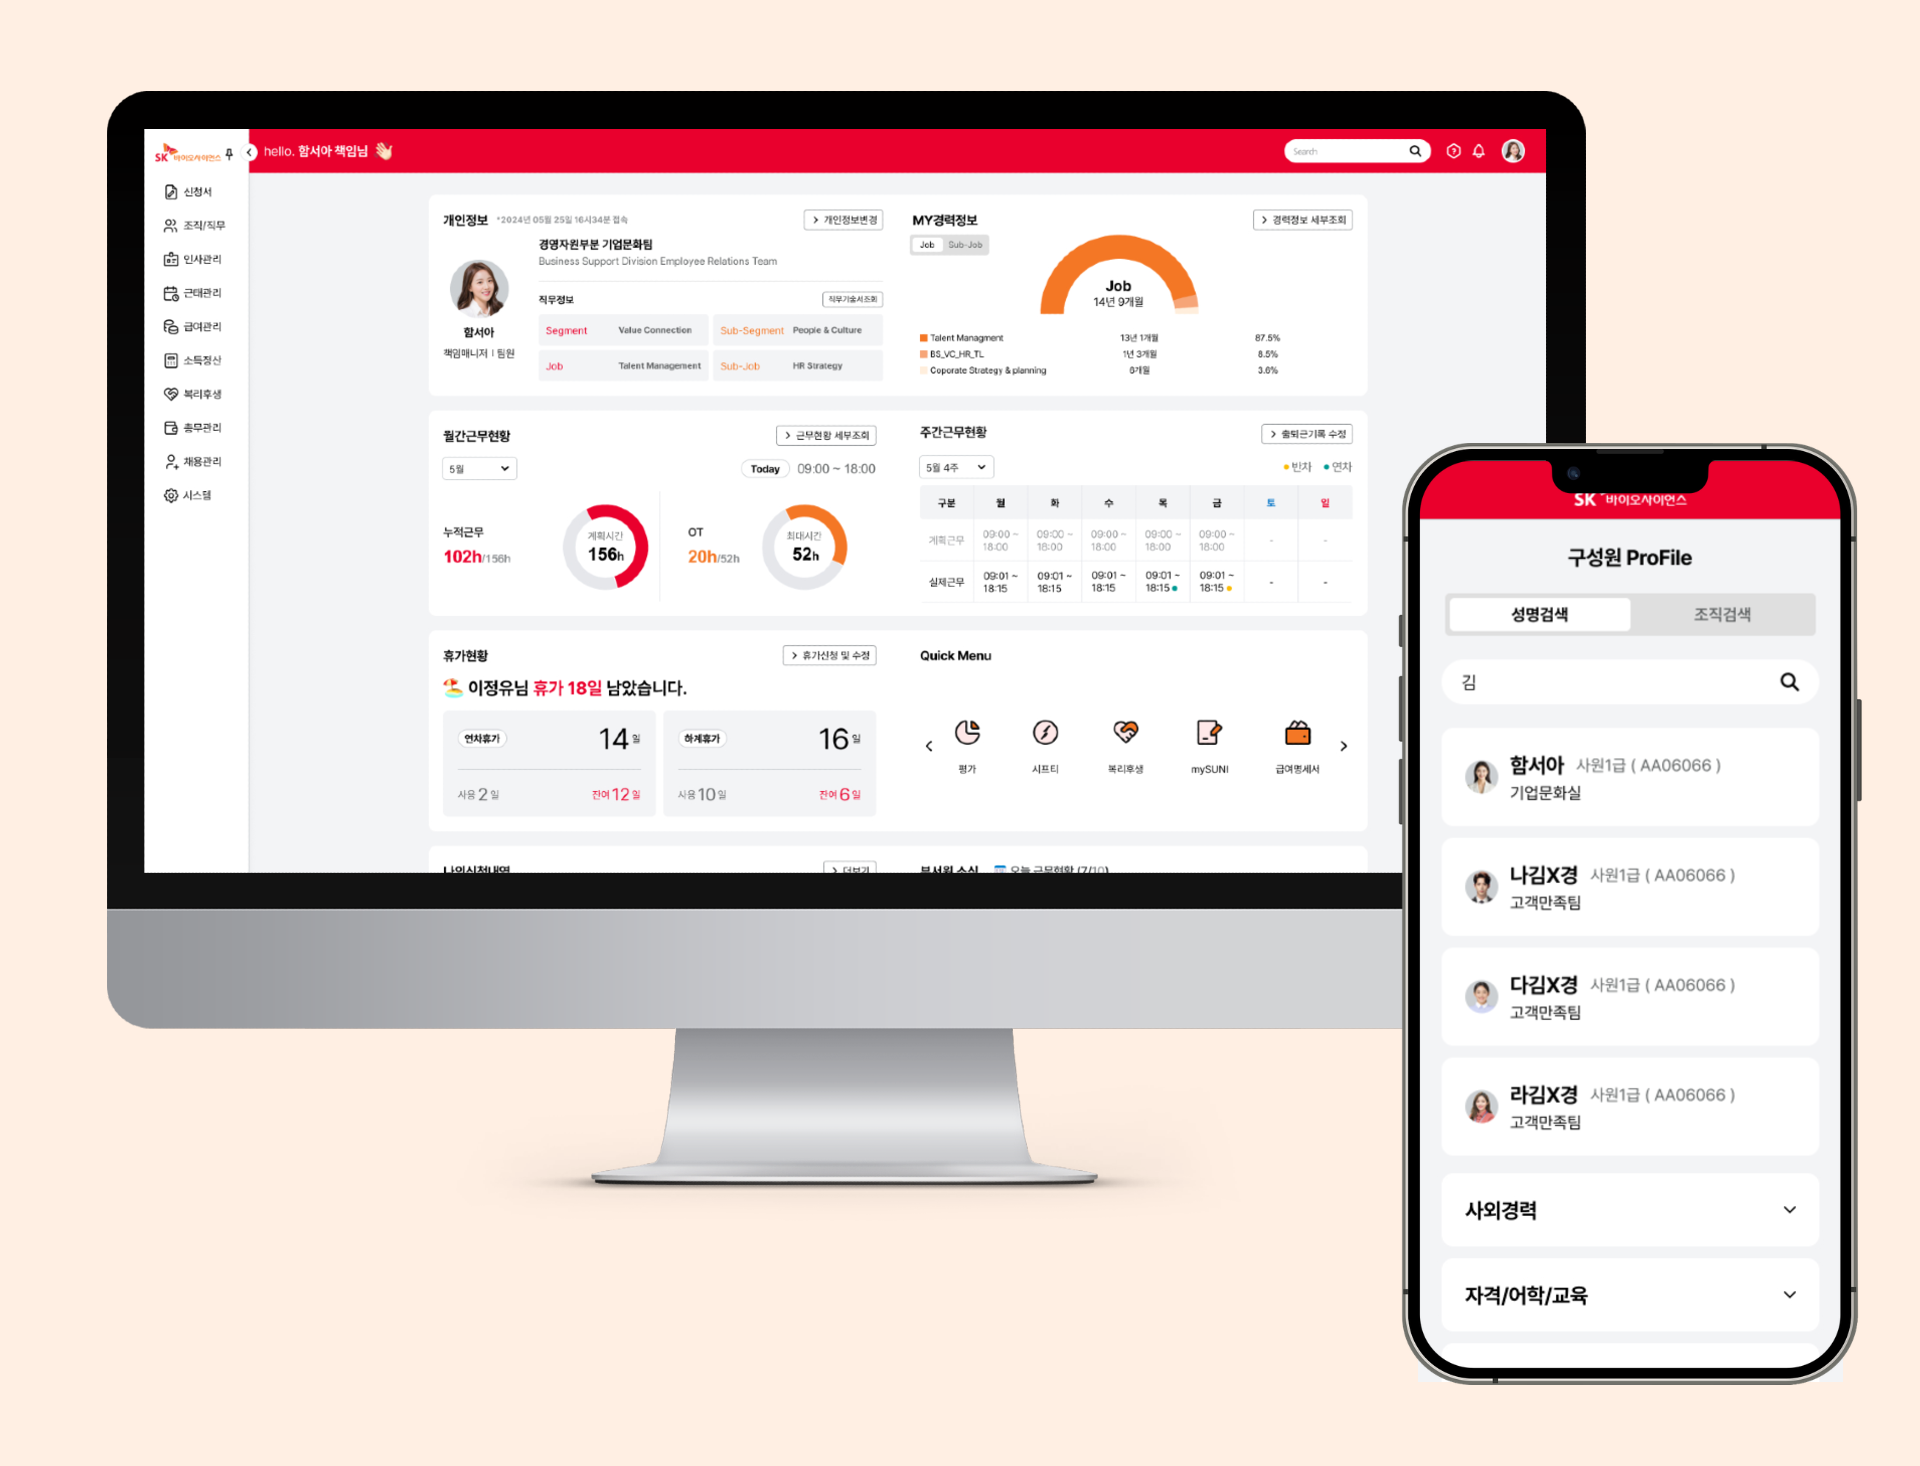 SK 바이오사이언스
hello. 함서아 책임님
Search
신청서
조직/직무
인사관리
근태관리
급여관리
소득정산
복리후생
총무관리
채용관리
시스템
개인정보 *2024년 05월 25일 16시34분 접속
개인정보변경
경영자원부분 기업문화팀
Business Support Division Employee Relations Team
직무정보
직무기술서조회
함서아
책임매니저 | 팀원
Segment Value Connection Sub-Segment People & Culture
Job Talent Management Sub-Job HR Strategy
MY경력정보
경력정보 세부조회
Job Sub-Job
Job
14년 9개월
Talent Managment 13년 1개월 87.5%
BS_VC_HR_TL 1년 3개월 8.5%
Coporate Strategy & planning 6개월 3.6%
월간근무현황
근무현황 세부조회
5월
Today 09:00 ~ 18:00
누적근무
102h/156h
계획시간
156h
OT
20h/52h
최대시간
52h
주간근무현황
출퇴근기록 수정
5월 4주
반차 연차
구분 월 화 수 목 금 토 일
계획근무 09:00 ~ 18:00 09:00 ~ 18:00 09:00 ~ 18:00 09:00 ~ 18:00 09:00 ~ 18:00 - -
실제근무 09:01 ~ 18:15 09:01 ~ 18:15 09:01 ~ 18:15 09:01 ~ 18:15 09:01 ~ 18:15 - -
휴가현황
휴가신청 및 수정
이정유님 휴가 18일 남았습니다.
연차휴가 14 일
사용 2 일 잔여 12 일
하계휴가 16 일
사용 10 일 잔여 6 일
Quick Menu
평가
시프티
복리후생
mySUNI
급여명세서
나의신청내역
더보기
부서원 소식 오늘 근무현황 (7/10)
SK 바이오사이언스
구성원 ProFile
성명검색 조직검색
김
함서아 사원1급 ( AA06066 )
기업문화실
나김X경 사원1급 ( AA06066 )
고객만족팀
다김X경 사원1급 ( AA06066 )
고객만족팀
라김X경 사원1급 ( AA06066 )
고객만족팀
사외경력
자격/어학/교육